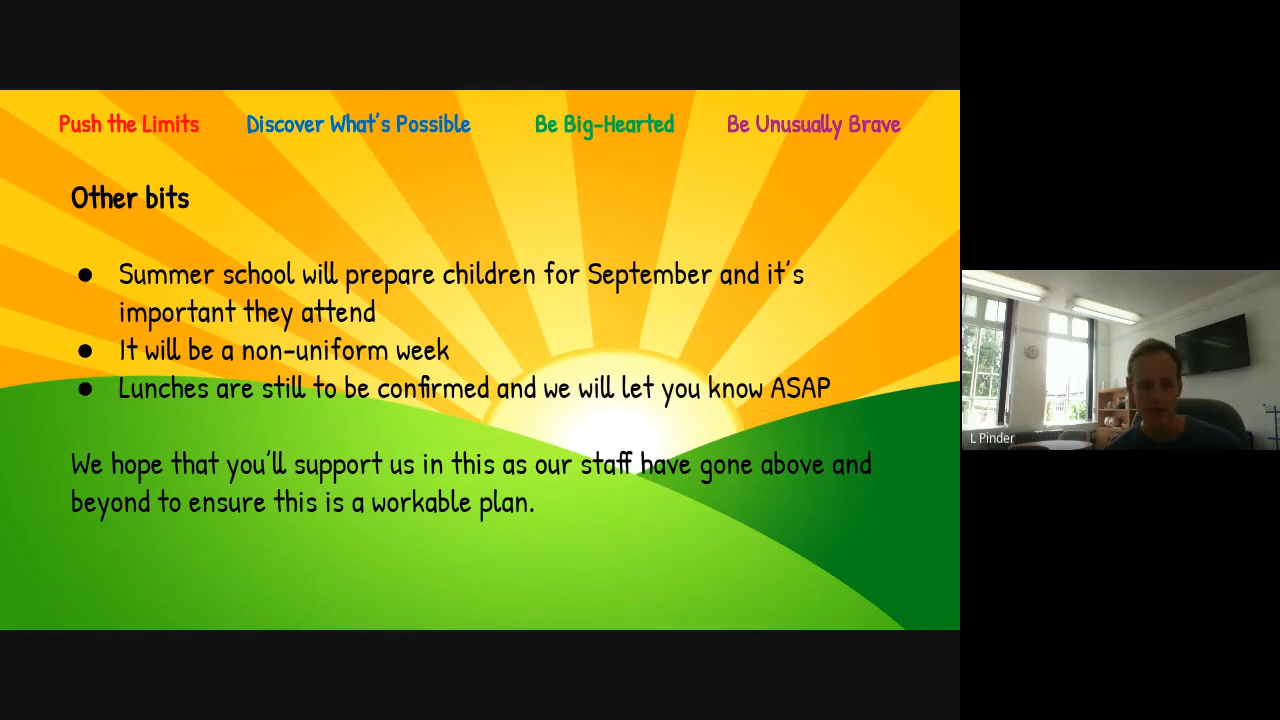 Push the Limits Discover What's Possible Be Big-Hearted Be Unusually Brave
Other bits
● Summer school will prepare children for September and it's
important they attend
● It will be a non-uniform week
● Lunches are still to be confirmed and we will let you know ASAP
We hope that you'll support us in this as our staff have gone above and
beyond to ensure this is a workable plan.
L Pinder